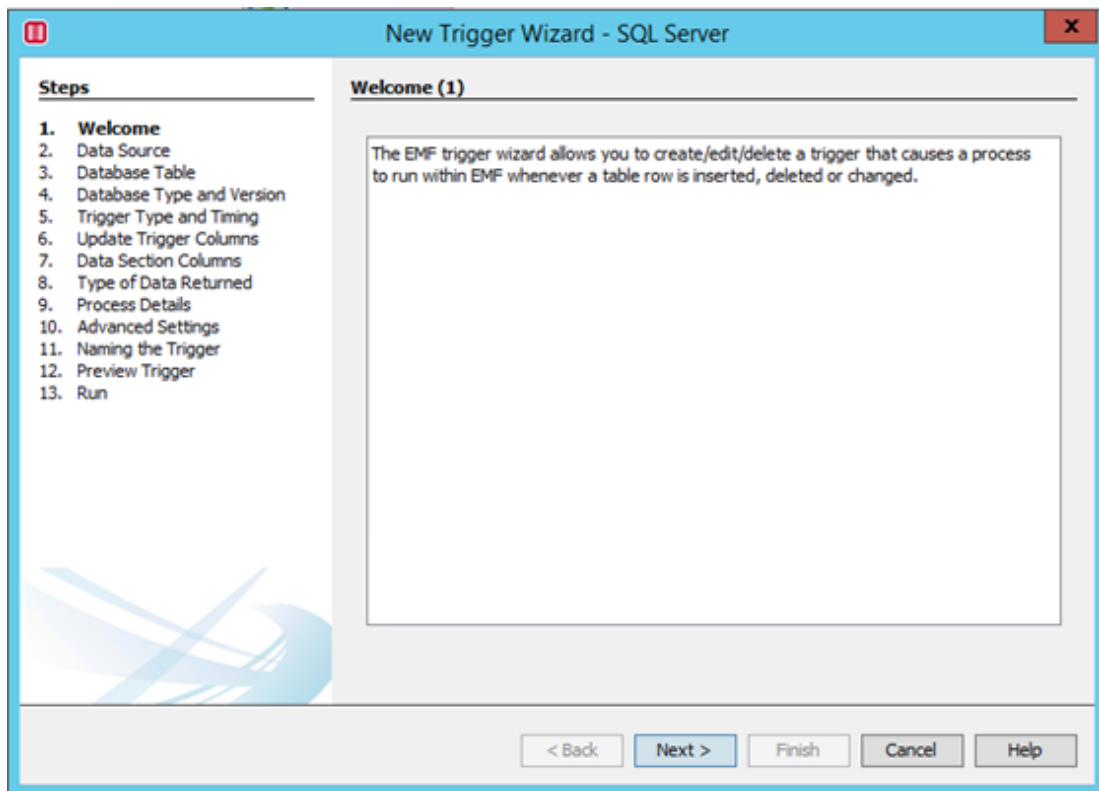 New Trigger Wizard - SQL Server
x
Steps
1. Welcome
2. Data Source
3. Database Table
4. Database Type and Version
5. Trigger Type and Timing
6. Update Trigger Columns
7. Data Section Columns
8. Type of Data Returned
9. Process Details
10. Advanced Settings
11. Naming the Trigger
12. Preview Trigger
13. Run
Welcome (1)
The EMF trigger wizard allows you to create/edit/delete a trigger that causes a process
to run within EMF whenever a table row is inserted, deleted or changed.
< Back
Next >
Finish
Cancel
Help